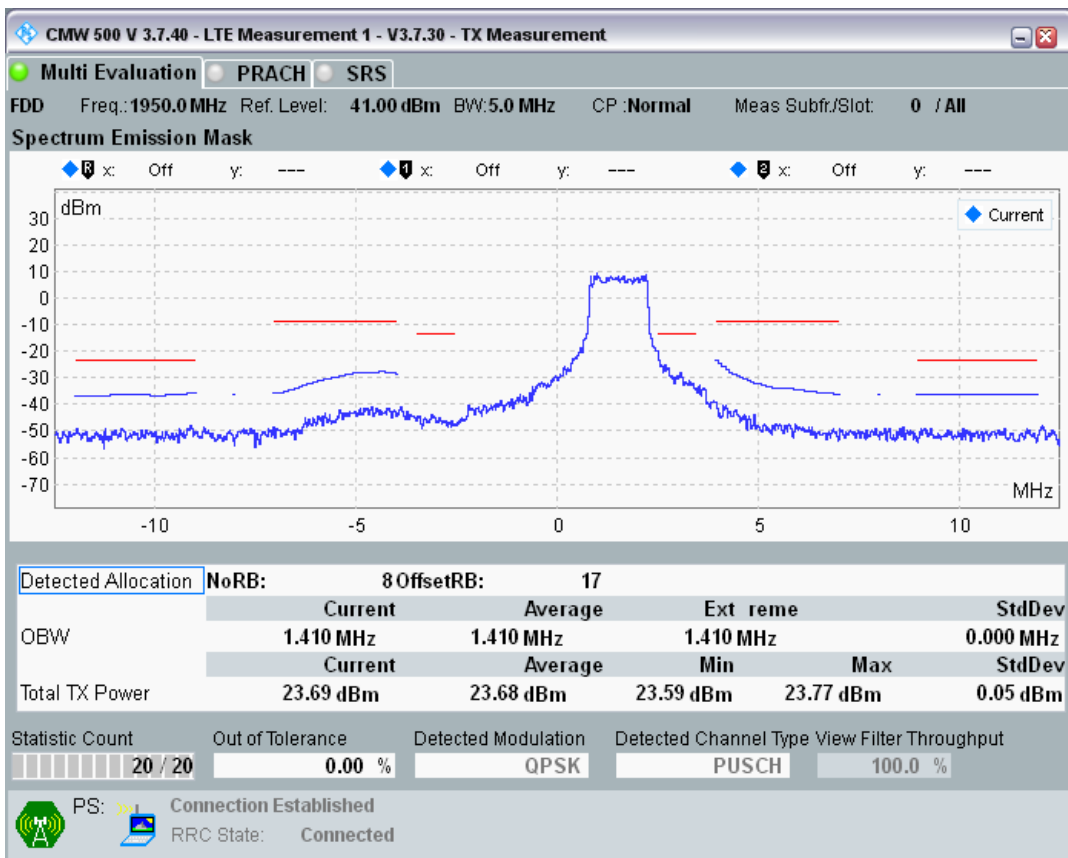 CMW 500 V 3.7.40 - LTE Measurement 1 - V3.7.30 - TX Measurement
Multi Evaluation PRACH SRS
FDD Freq.: 1950.0 MHz Ref. Level: 41.00 dBm BW: 5.0 MHz CP : Normal Meas Subfr./Slot: 0 / All
Spectrum Emission Mask
R x: Off y: --- 1 x: Off y: --- 2 x: Off y: ---
dBm
Current
30
20
10
0
-10
-20
-30
-40
-50
-60
-70
MHz
-10 -5 0 5 10
Detected Allocation NoRB: 8 OffsetRB: 17
Current Average Ext reme StdDev
OBW 1.410 MHz 1.410 MHz 1.410 MHz 0.000 MHz
Current Average Min Max StdDev
Total TX Power 23.69 dBm 23.68 dBm 23.59 dBm 23.77 dBm 0.05 dBm
Statistic Count Out of Tolerance Detected Modulation Detected Channel Type View Filter Throughput
20 / 20 0.00 % QPSK PUSCH 100.0 %
PS: Connection Established
RRC State: Connected